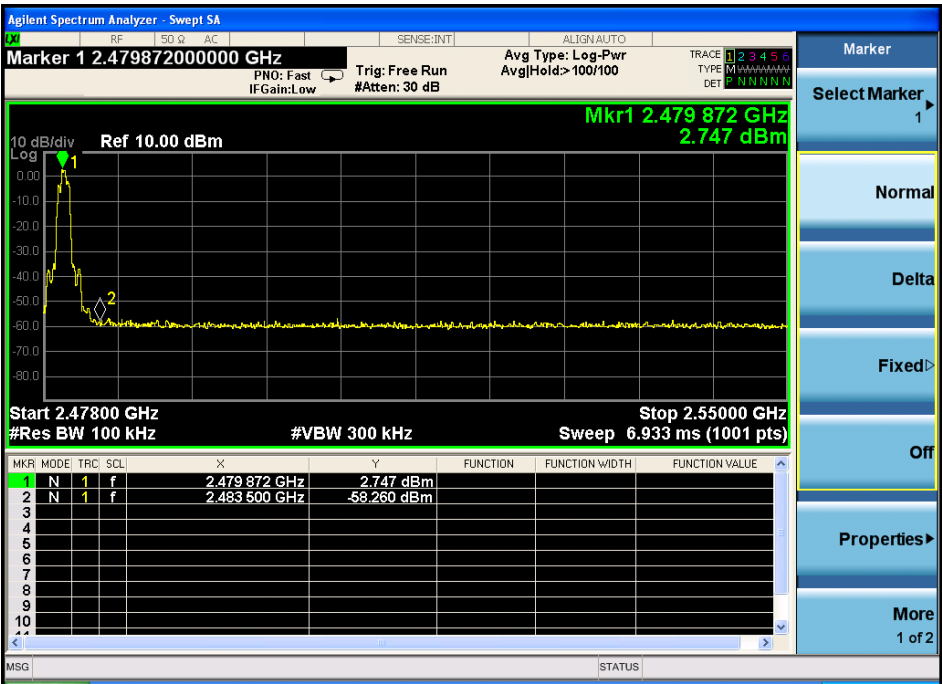 Agilent Spectrum Analyzer - Swept SA
LXI RF 50 Ω AC SENSE:INT ALIGN AUTO
Marker 1 2.479872000000 GHz
PNO: Fast
IFGain:Low
Trig: Free Run
#Atten: 30 dB
Avg Type: Log-Pwr
Avg|Hold:>100/100
TRACE 1 2 3 4 5 6
TYPE M WWWWW
DET P N N N N N
Mkr1 2.479 872 GHz
2.747 dBm
10 dB/div Ref 10.00 dBm
Log
1
0.00
-10.0
-20.0
-30.0
-40.0
2
-50.0
-60.0
-70.0
-80.0
Start 2.47800 GHz Stop 2.55000 GHz
#Res BW 100 kHz #VBW 300 kHz Sweep 6.933 ms (1001 pts)
MKR MODE TRC SCL X Y FUNCTION FUNCTION WIDTH FUNCTION VALUE
1 N 1 f 2.479 872 GHz 2.747 dBm
2 N 1 f 2.483 500 GHz -58.260 dBm
3
4
5
6
7
8
9
10
11
MSG STATUS
Marker
Select Marker
1
Normal
Delta
Fixed
Off
Properties
More
1 of 2